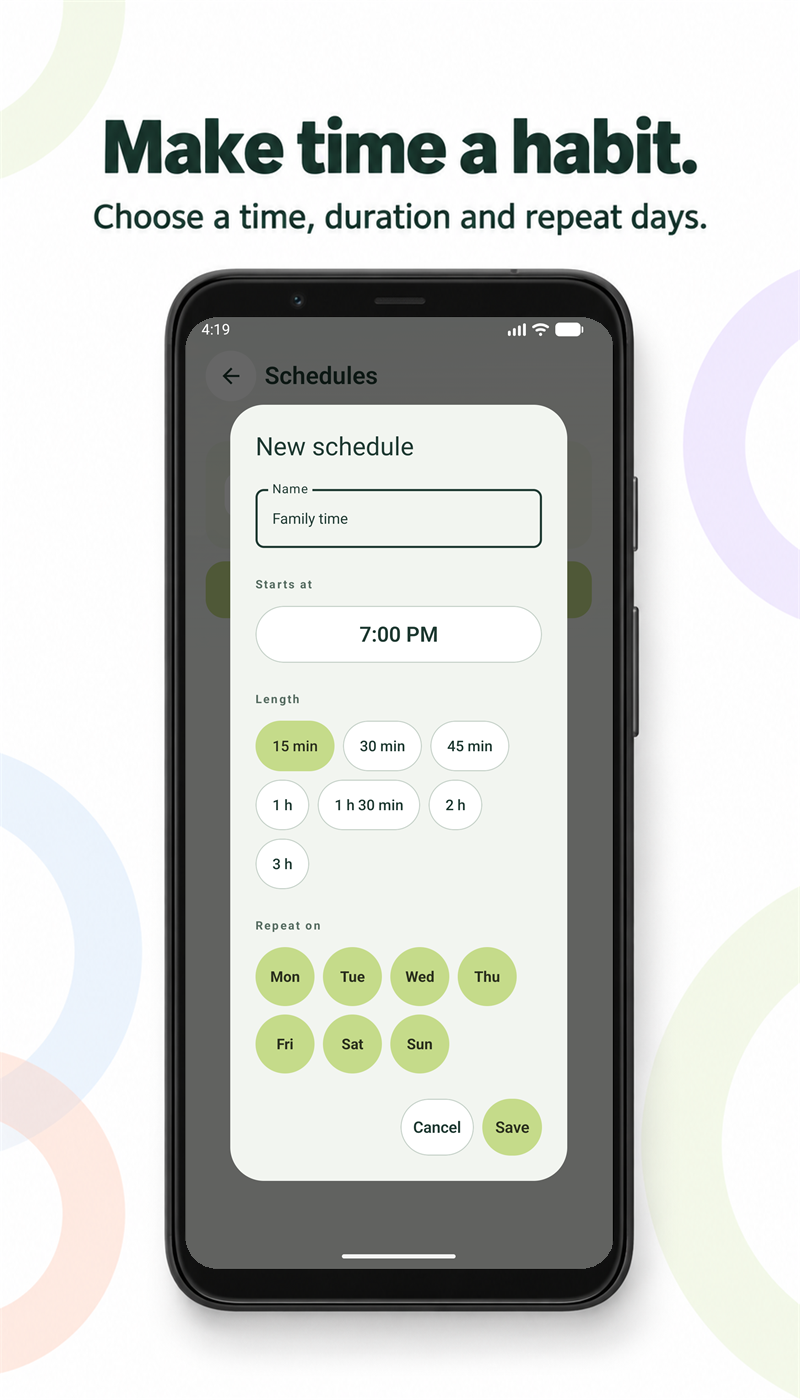 Make time a habit.
Choose a time, duration and repeat days.
4:19
Schedules
New schedule
Name
Family time
Starts at
7:00 PM
Length
15 min 30 min 45 min
1 h 1 h 30 min 2 h
3 h
Repeat on
Mon Tue Wed Thu
Fri Sat Sun
Cancel Save